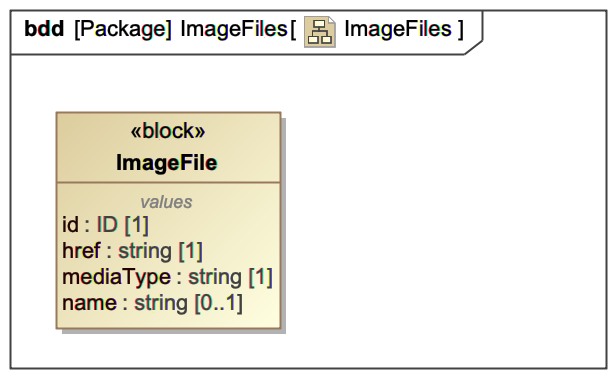 bdd [Package] ImageFiles[ ImageFiles ]
«block»
ImageFile
values
id : ID [1]
href : string [1]
mediaType : string [1]
name : string [0..1]